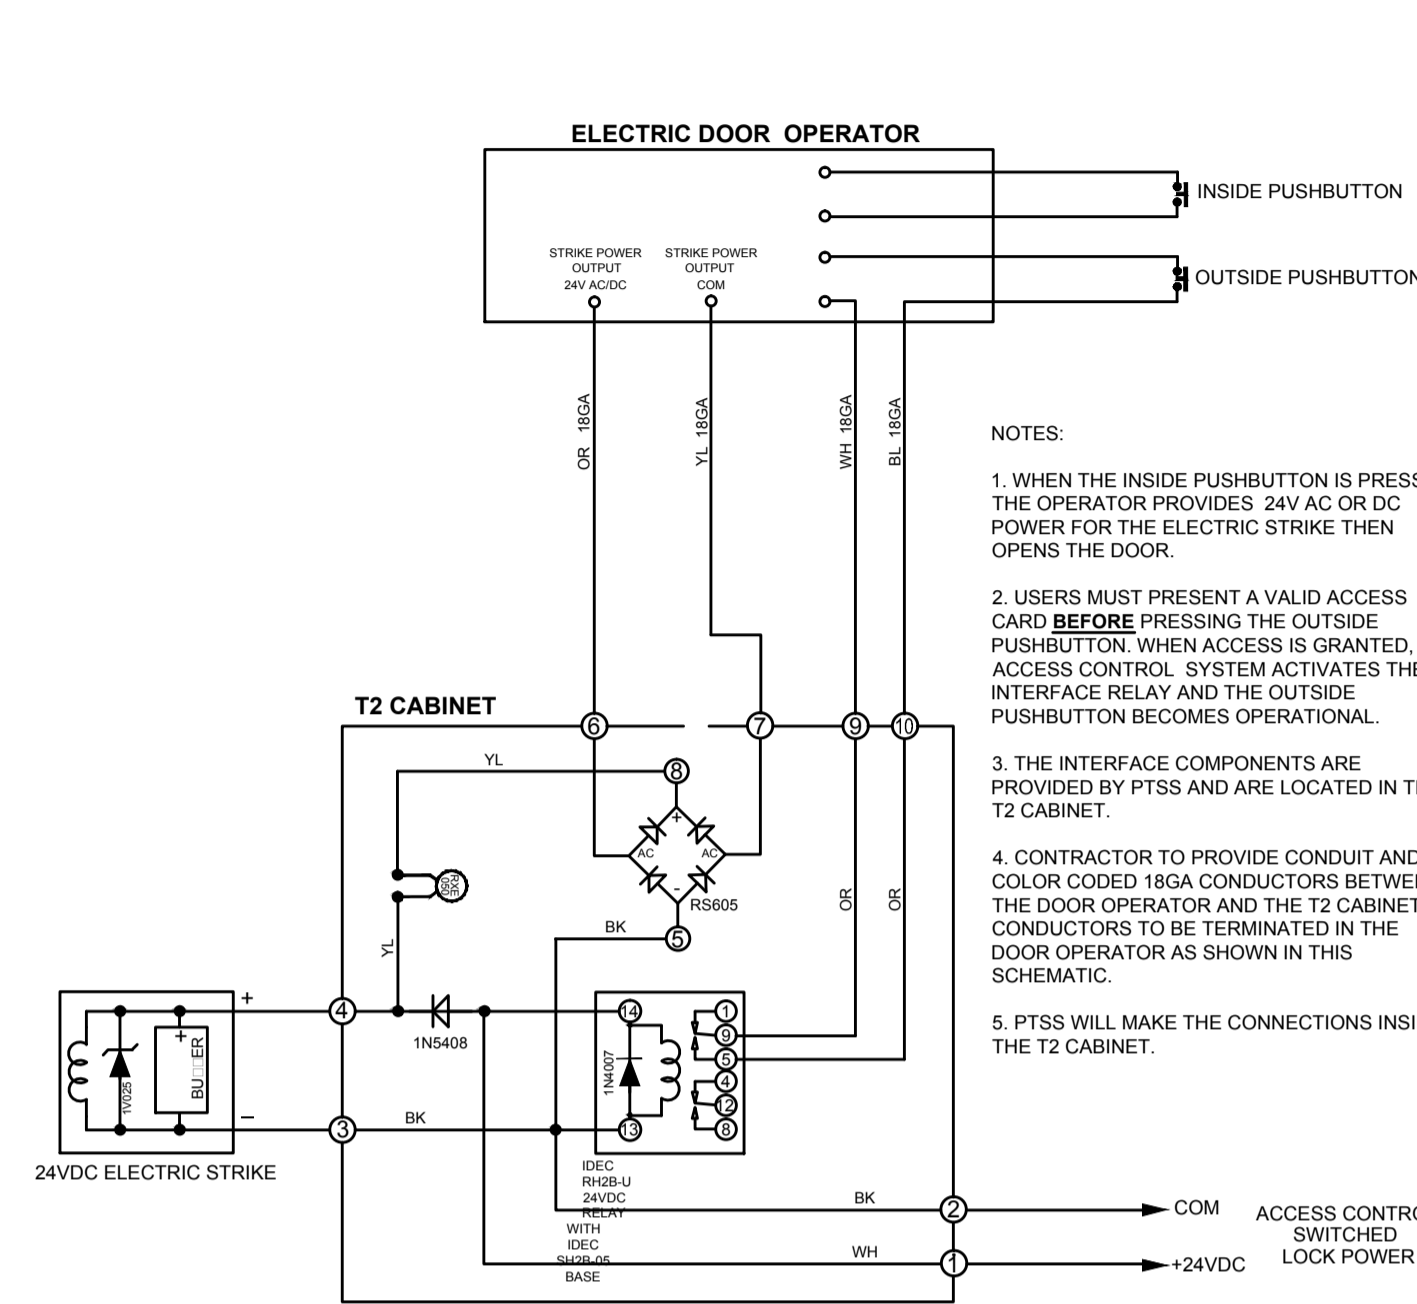 ELECTRIC DOOR OPERATOR
INSIDE PUSHBUTTON
OUTSIDE PUSHBUTTON
STRIKE POWER
OUTPUT
24V AC/DC
STRIKE POWER
OUTPUT
COM
OR 18GA
YL 18GA
WH 18GA
BL 18GA
NOTES:
1. WHEN THE INSIDE PUSHBUTTON IS PRESS
THE OPERATOR PROVIDES 24V AC OR DC
POWER FOR THE ELECTRIC STRIKE THEN
OPENS THE DOOR.
2. USERS MUST PRESENT A VALID ACCESS
CARD BEFORE PRESSING THE OUTSIDE
PUSHBUTTON. WHEN ACCESS IS GRANTED,
ACCESS CONTROL SYSTEM ACTIVATES THE
INTERFACE RELAY AND THE OUTSIDE
PUSHBUTTON BECOMES OPERATIONAL.
3. THE INTERFACE COMPONENTS ARE
PROVIDED BY PTSS AND ARE LOCATED IN T
T2 CABINET.
4. CONTRACTOR TO PROVIDE CONDUIT AND
COLOR CODED 18GA CONDUCTORS BETWE
THE DOOR OPERATOR AND THE T2 CABINET
CONDUCTORS TO BE TERMINATED IN THE
DOOR OPERATOR AS SHOWN IN THIS
SCHEMATIC.
5. PTSS WILL MAKE THE CONNECTIONS INSI
THE T2 CABINET.
T2 CABINET
6
7
9
10
YL
8
+
AC
AC
-
RS605
RXE
050
OR
OR
YL
BK
5
+
4
1N5408
14
1
9
5
4
12
8
13
1N4007
+
1V025
–
3
BK
24VDC ELECTRIC STRIKE
IDEC
RH2B-U
24VDC
RELAY
WITH
IDEC
SH2B-05
BASE
BK
2
COM
WH
1
+24VDC
ACCESS CONTRO
SWITCHED
LOCK POWER